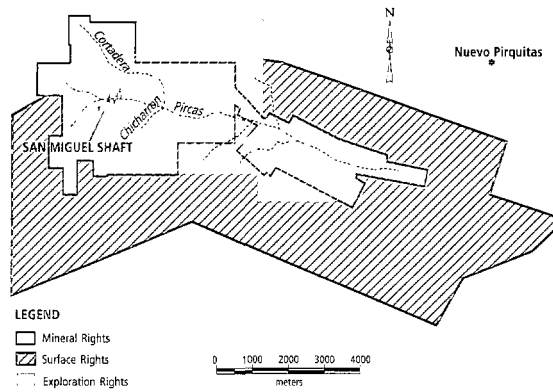 N
Nuevo Pirquitas
Cortadera
Chicharron
Pircas
SAN MIGUEL SHAFT
LEGEND
Mineral Rights
Surface Rights
Exploration Rights
0 1000 2000 3000 4000
meters